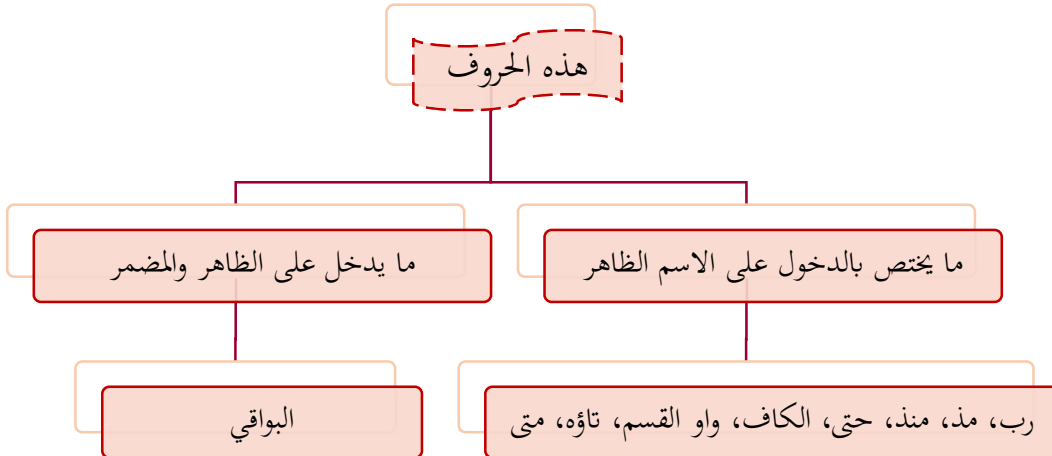 هذه الحروف
ما يختص بالدخول على الاسم الظاهر
ما يدخل على الظاهر والمضمر
رب، مذ، منذ، حتى، الكاف، واو القسم، تاؤه، متى
البواقي